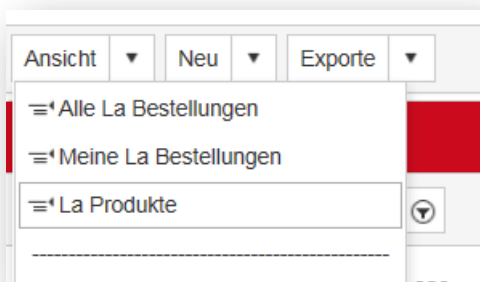 Ansicht Neu Exporte
Alle La Bestellungen
Meine La Bestellungen
La Produkte
--------------------------------------------------